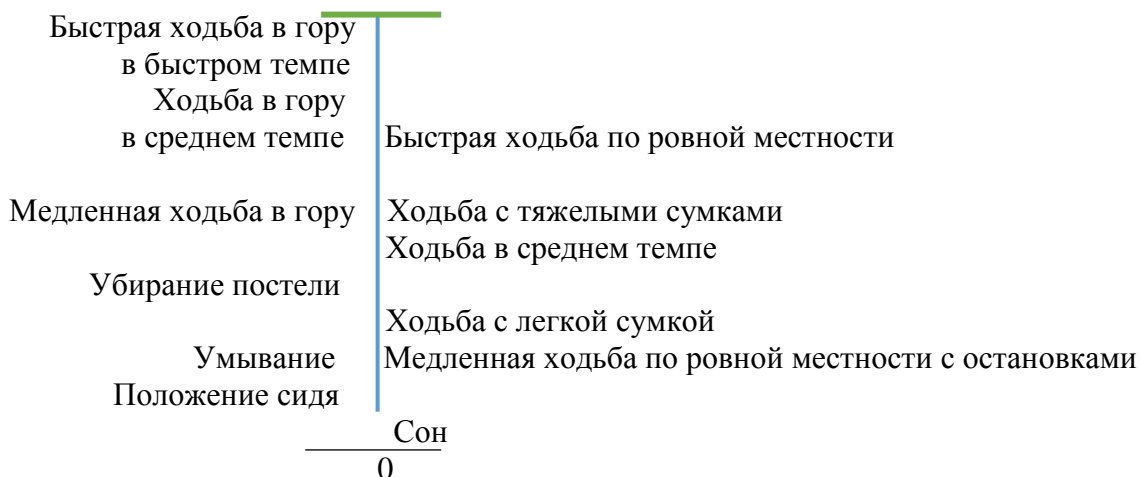 Быстрая ходьба в гору
в быстром темпе
Ходьба в гору
в среднем темпе Быстрая ходьба по ровной местности
Медленная ходьба в гору Ходьба с тяжелыми сумками
Ходьба в среднем темпе
Убирание постели
Ходьба с легкой сумкой
Умывание Медленная ходьба по ровной местности с остановками
Положение сидя
Сон
0